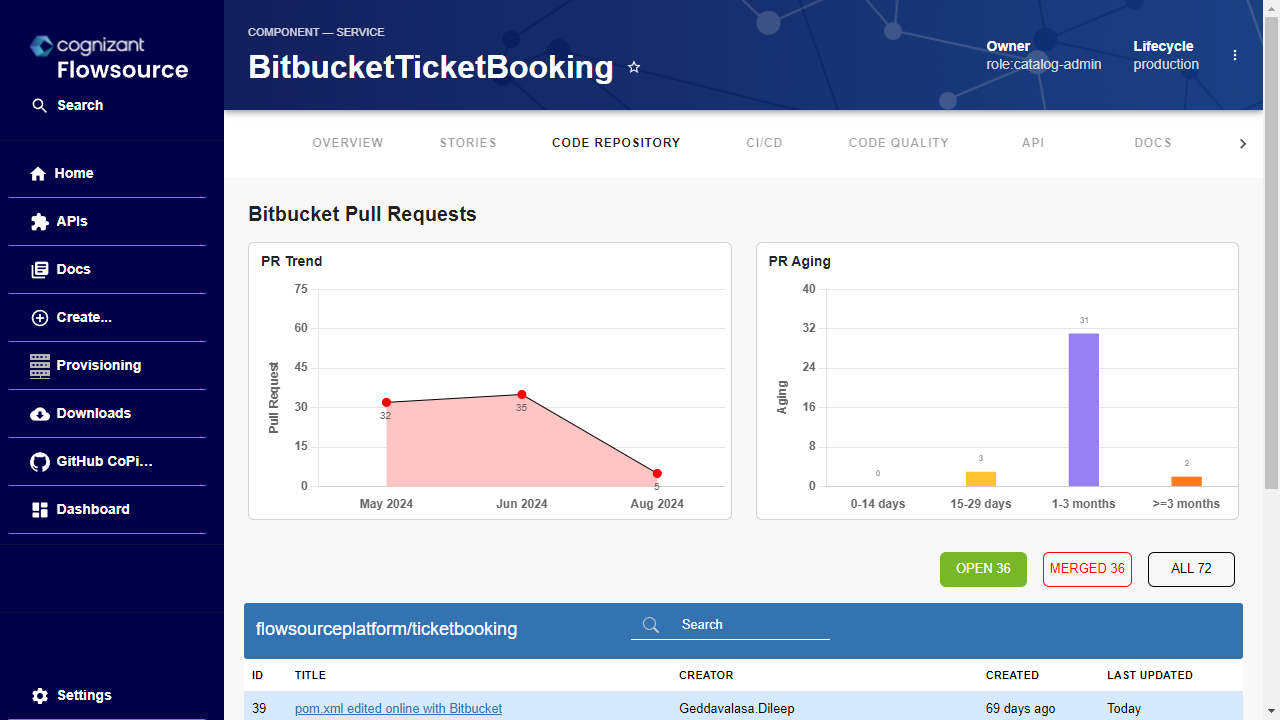 cognizant
Flowsource
Search
Home
APIs
Docs
Create...
Provisioning
Downloads
GitHub CoPi...
Dashboard
Settings
COMPONENT — SERVICE
BitbucketTicketBooking
Owner
role:catalog-admin
Lifecycle
production
OVERVIEW STORIES CODE REPOSITORY CI/CD CODE QUALITY API DOCS
Bitbucket Pull Requests
PR Trend
75
60
45
30
15
0
Pull Request
32
35
5
May 2024 Jun 2024 Aug 2024
PR Aging
40
32
24
16
8
0
Aging
0
3
31
2
0-14 days 15-29 days 1-3 months >=3 months
OPEN 36 MERGED 36 ALL 72
flowsourceplatform/ticketbooking Search
ID TITLE CREATOR CREATED LAST UPDATED
39 pom.xml edited online with Bitbucket Geddavalasa.Dileep 69 days ago Today